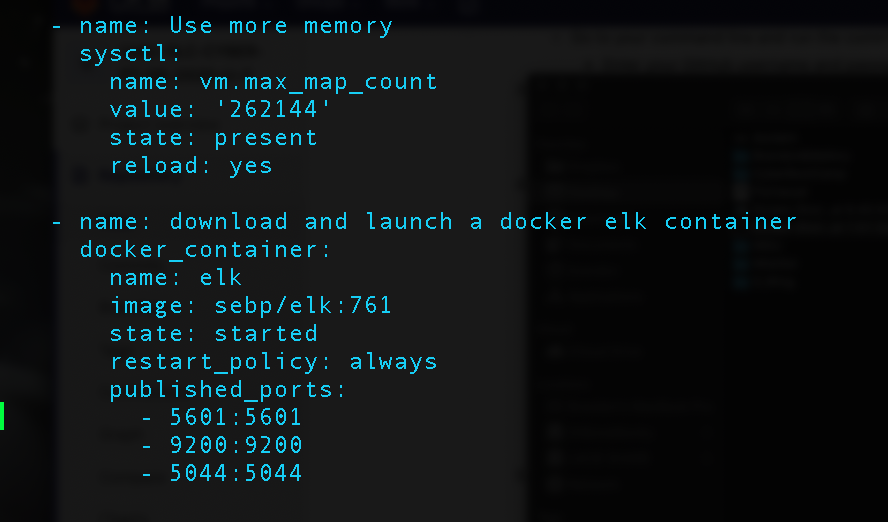 - name: Use more memory
  sysctl:
    name: vm.max_map_count
    value: '262144'
    state: present
    reload: yes

- name: download and launch a docker elk container
  docker_container:
    name: elk
    image: sebp/elk:761
    state: started
    restart_policy: always
    published_ports:
      - 5601:5601
      - 9200:9200
      - 5044:5044